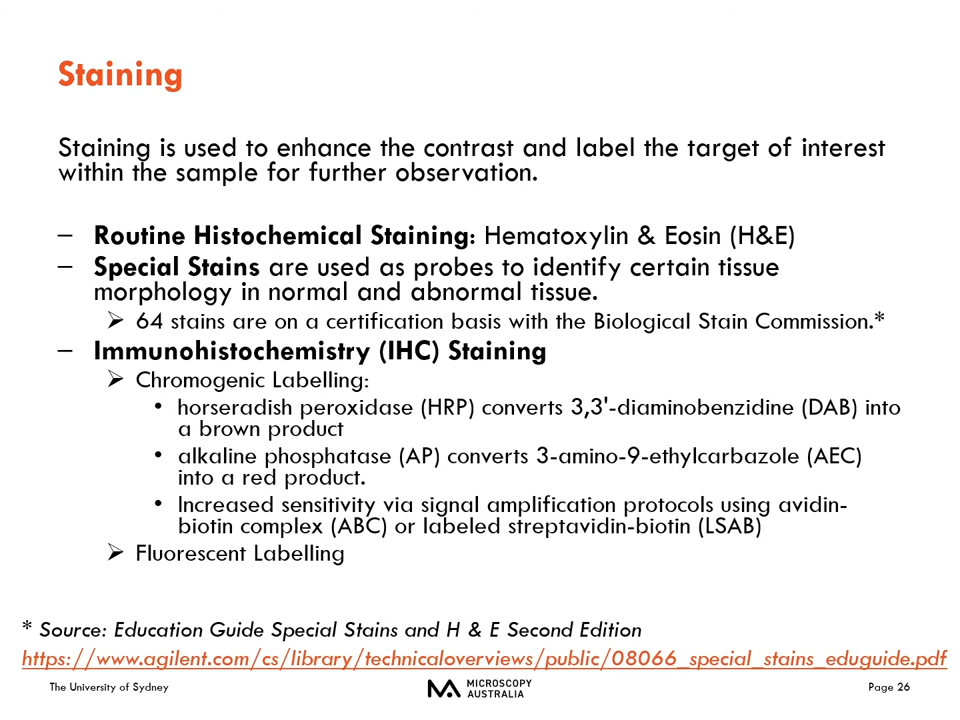 Staining
Staining is used to enhance the contrast and label the target of interest
within the sample for further observation.
– Routine Histochemical Staining: Hematoxylin & Eosin (H&E)
– Special Stains are used as probes to identify certain tissue
morphology in normal and abnormal tissue.
➢ 64 stains are on a certification basis with the Biological Stain Commission.*
– Immunohistochemistry (IHC) Staining
➢ Chromogenic Labelling:
• horseradish peroxidase (HRP) converts 3,3'-diaminobenzidine (DAB) into
a brown product
• alkaline phosphatase (AP) converts 3-amino-9-ethylcarbazole (AEC)
into a red product.
• Increased sensitivity via signal amplification protocols using avidin-
biotin complex (ABC) or labeled streptavidin-biotin (LSAB)
➢ Fluorescent Labelling
* Source: Education Guide Special Stains and H & E Second Edition
https://www.agilent.com/cs/library/technicaloverviews/public/08066_special_stains_eduguide.pdf
The University of Sydney
MICROSCOPY
AUSTRALIA
Page 26